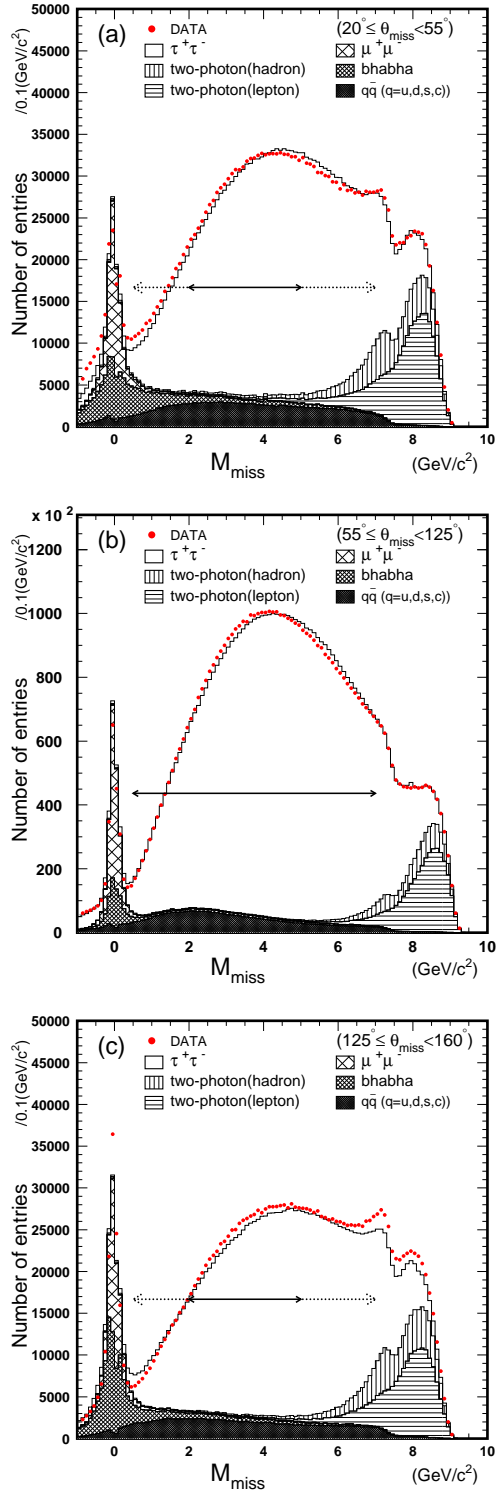 50000
(a)
DATA
(20°≤ θmiss<55°)
τ+τ-
μ+μ-
two-photon(hadron)
bhabha
two-photon(lepton)
qq̄ (q=u,d,s,c))
/0.1(GeV/c²)
Number of entries
45000
40000
35000
30000
25000
20000
15000
10000
5000
0
0 2 4 6 8 10
Mmiss
(GeV/c²)
x 10²
(b)
DATA
(55°≤ θmiss<125°)
τ+τ-
μ+μ-
two-photon(hadron)
bhabha
two-photon(lepton)
qq̄ (q=u,d,s,c))
/0.1(GeV/c²)
Number of entries
1200
1000
800
600
400
200
0
0 2 4 6 8 10
Mmiss
(GeV/c²)
50000
(c)
DATA
(125°≤ θmiss<160°)
τ+τ-
μ+μ-
two-photon(hadron)
bhabha
two-photon(lepton)
qq̄ (q=u,d,s,c))
/0.1(GeV/c²)
Number of entries
45000
40000
35000
30000
25000
20000
15000
10000
5000
0
0 2 4 6 8 10
Mmiss
(GeV/c²)